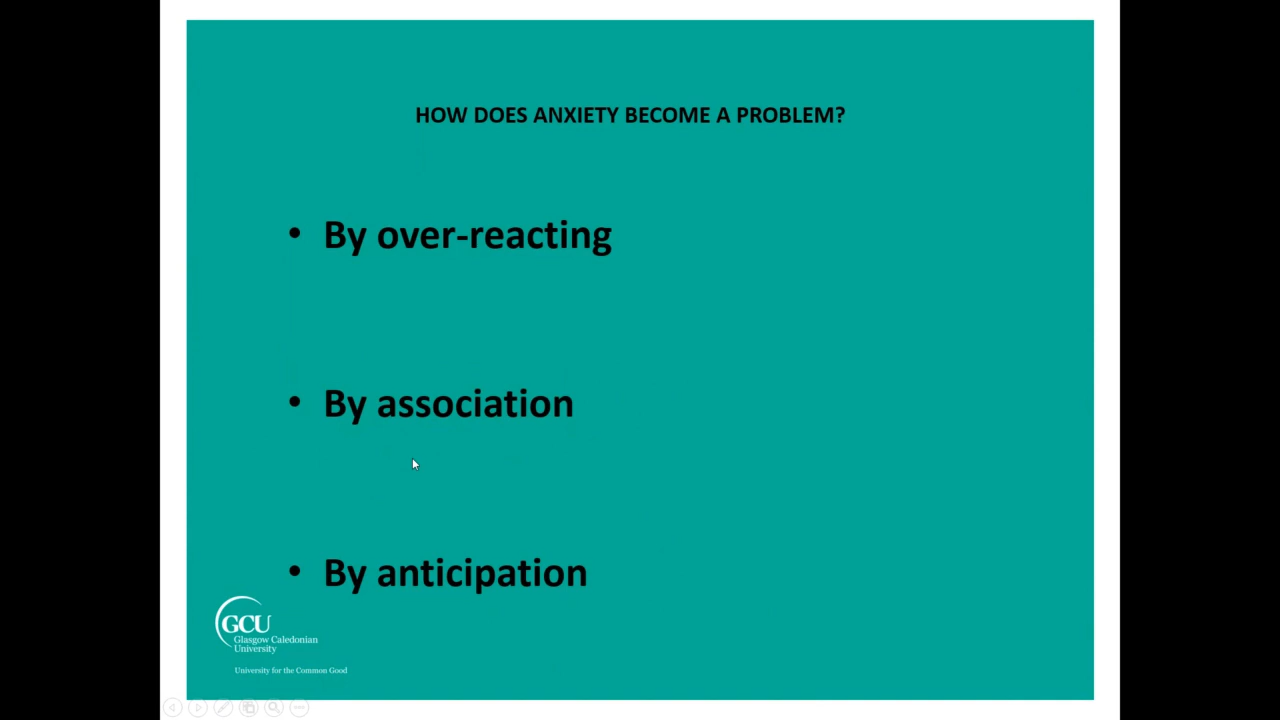 HOW DOES ANXIETY BECOME A PROBLEM?
• By over-reacting
• By association
• By anticipation
GCU
Glasgow Caledonian
University
University for the Common Good